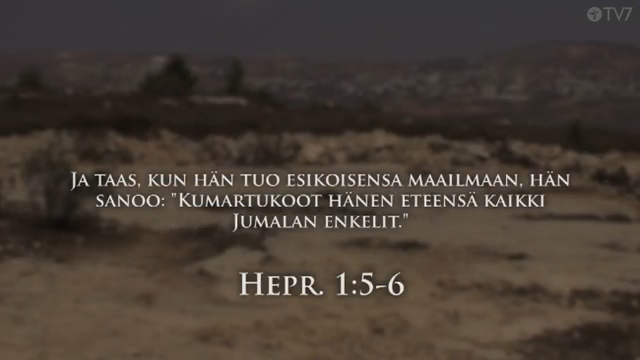 TV7
Ja taas, kun hän tuo esikoisensa maailmaan, hän
sanoo: "Kumartukoot hänen eteensä kaikki
Jumalan enkelit."
Hepr. 1:5-6